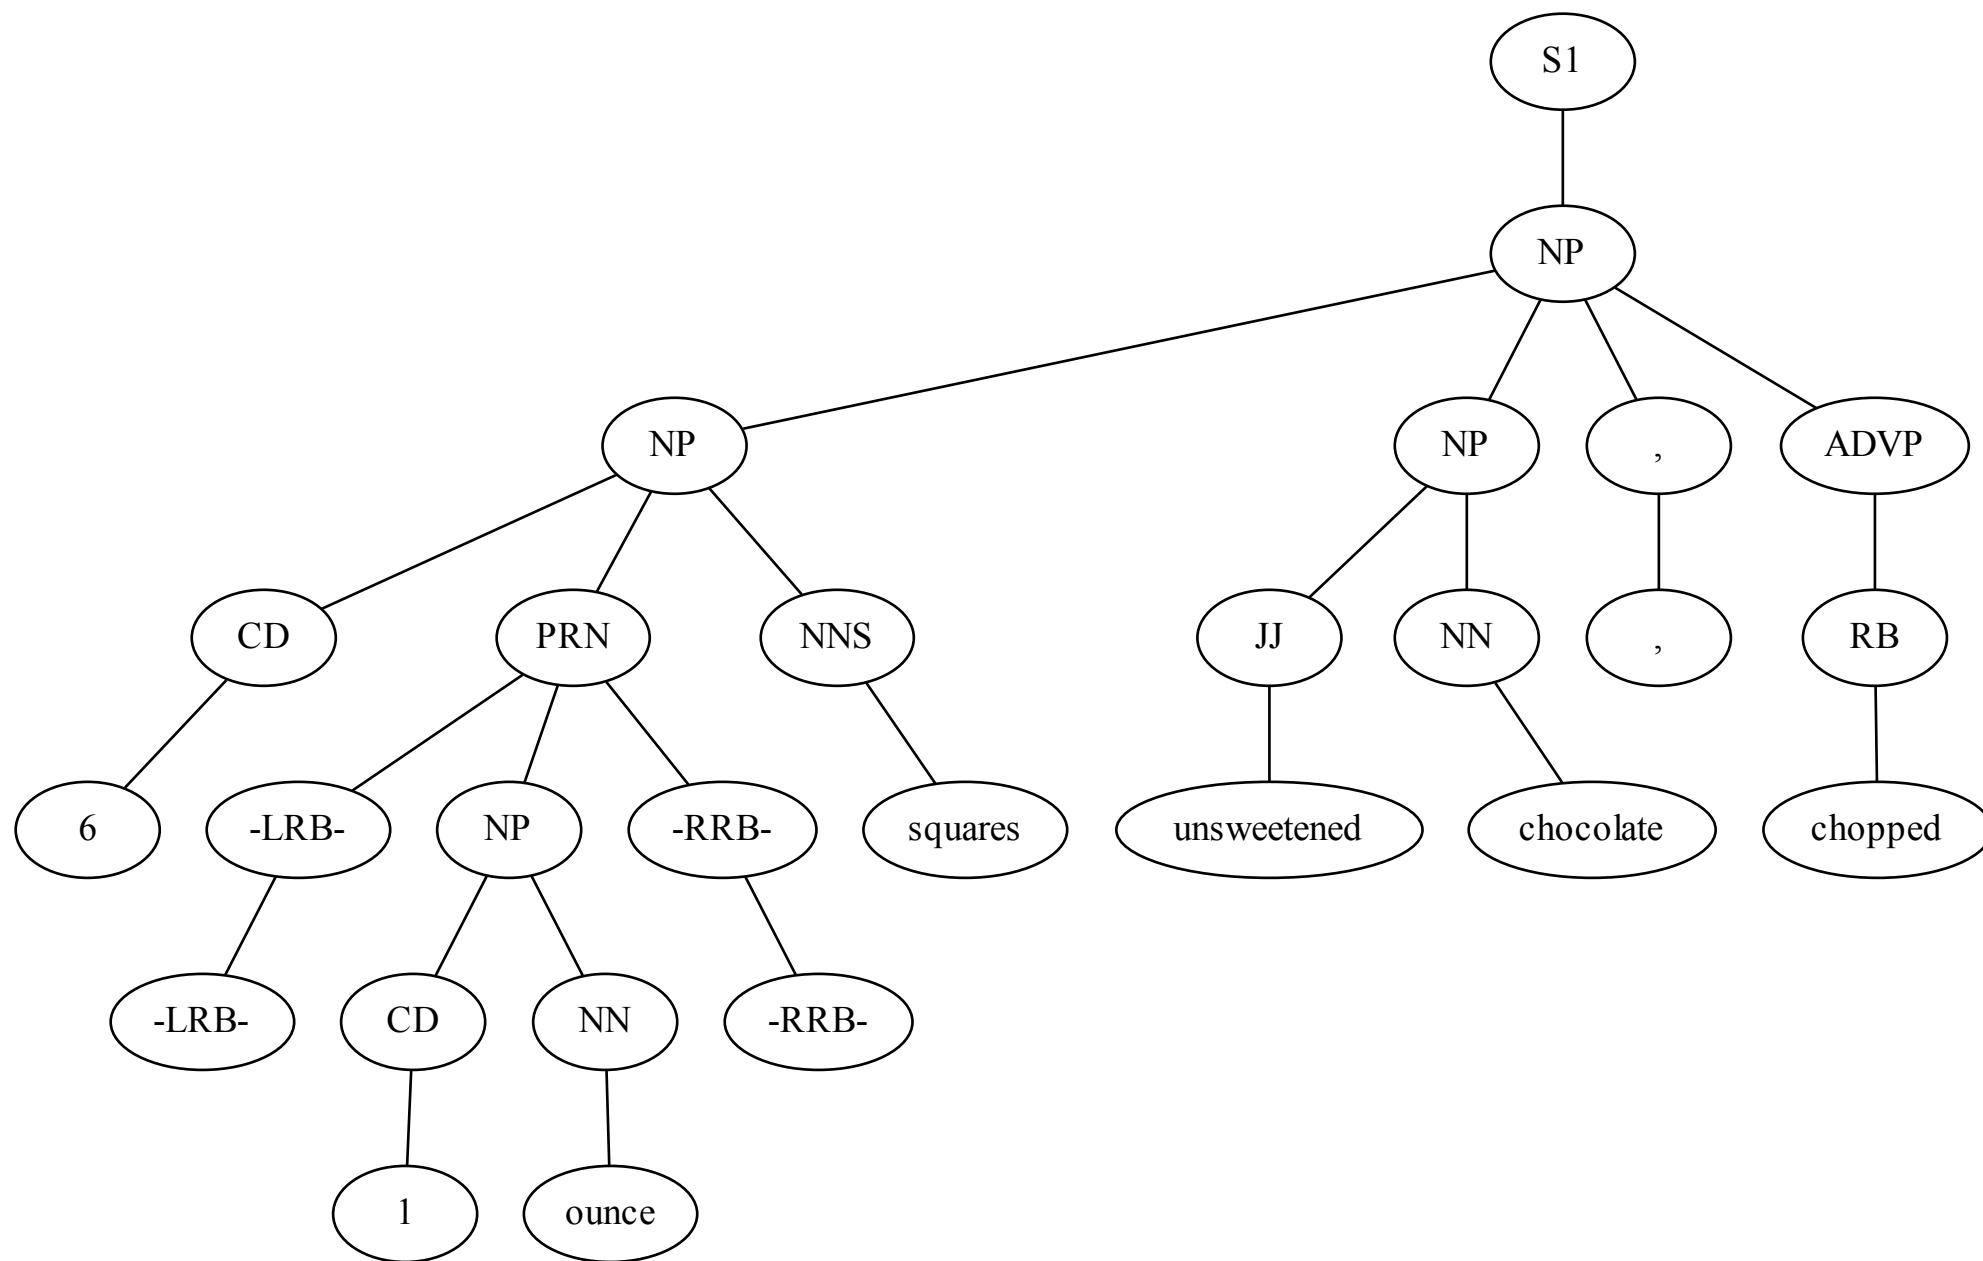 S1
NP
NP NP , ADVP
CD PRN NNS JJ NN , RB
6 -LRB- NP -RRB- squares unsweetened chocolate chopped
-LRB- CD NN -RRB-
1 ounce